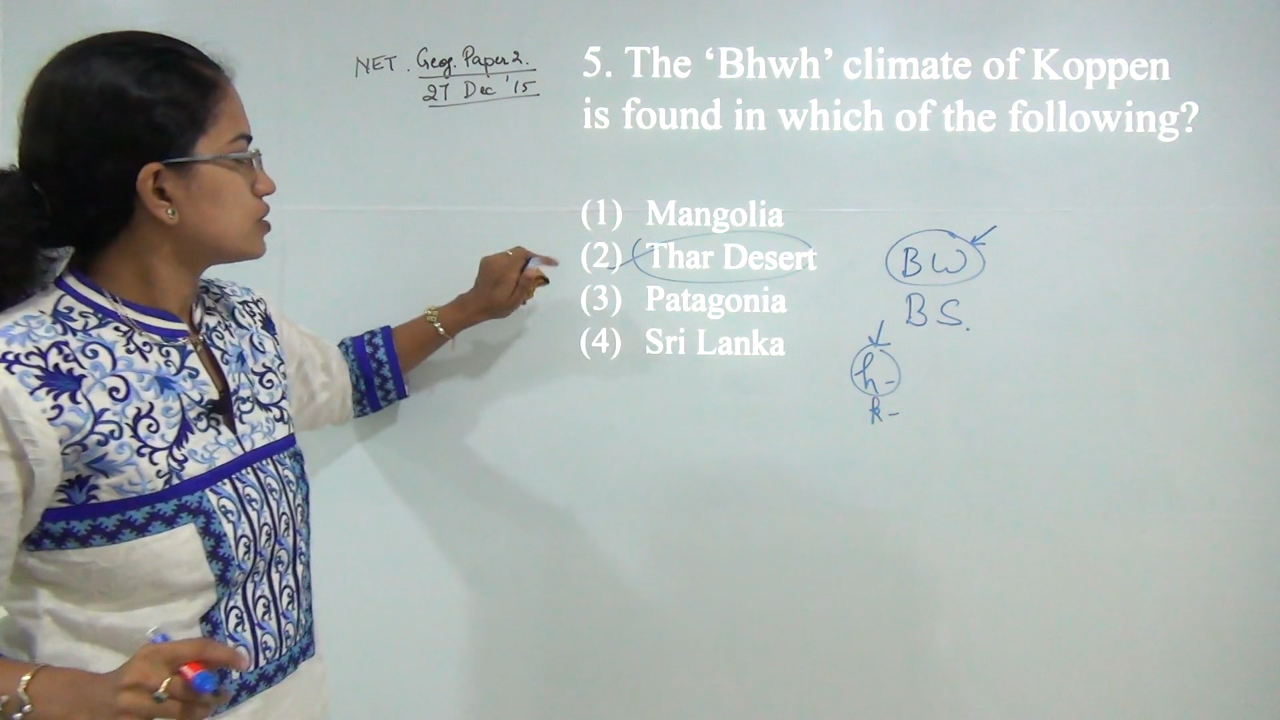 NET. Geog. Paper 2.
27 Dec '15
5. The ‘Bhwh’ climate of Koppen
is found in which of the following?
(1) Mangolia
(2) Thar Desert
(3) Patagonia
(4) Sri Lanka
BW
BS.
h-
k-